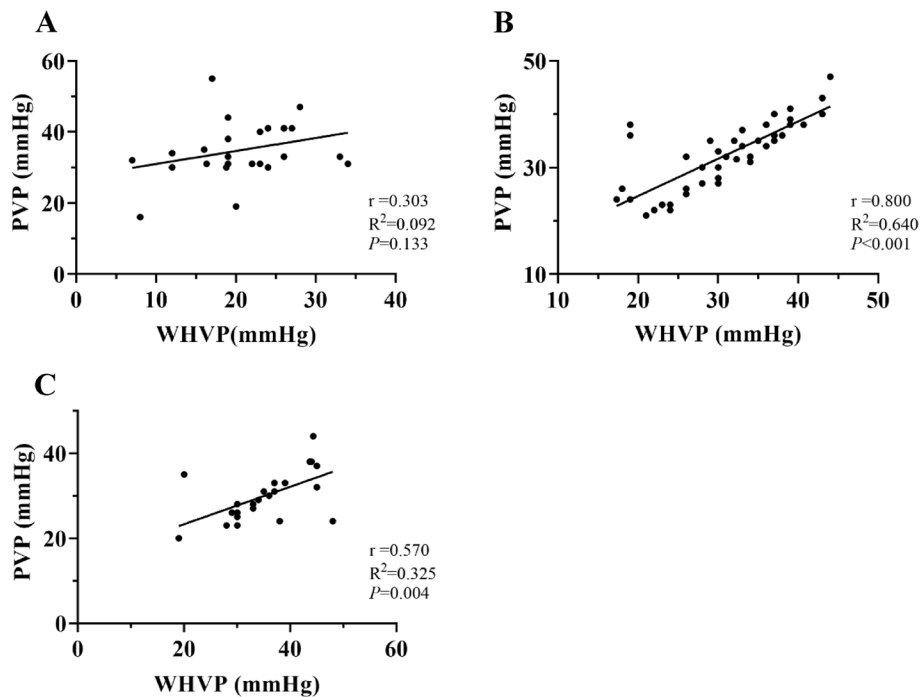 A
PVP (mmHg)
60
40
20
0
0 10 20 30 40
WHVP(mmHg)
r =0.303
R²=0.092
P=0.133
B
PVP (mmHg)
50
30
10
10 20 30 40 50
WHVP (mmHg)
r =0.800
R²=0.640
P<0.001
C
PVP (mmHg)
40
20
0
0 20 40 60
WHVP (mmHg)
r =0.570
R²=0.325
P=0.004